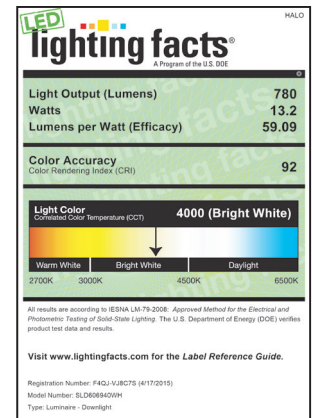 HALO
LED
lighting facts®
A Program of the U.S. DOE
Light Output (Lumens) 780
Watts 13.2
Lumens per Watt (Efficacy) 59.09
Color Accuracy 92
Color Rendering Index (CRI)
Light Color 4000 (Bright White)
Correlated Color Temperature (CCT)
Warm White Bright White Daylight
2700K 3000K 4500K 6500K
All results are according to IESNA LM-79-2008: Approved Method for the Electrical and
Photometric Testing of Solid-State Lighting. The U.S. Department of Energy (DOE) verifies
product test data and results.
Visit www.lightingfacts.com for the Label Reference Guide.
Registration Number: F4QJ-VJ8C7S (4/17/2015)
Model Number: SLD606940WH
Type: Luminaire - Downlight